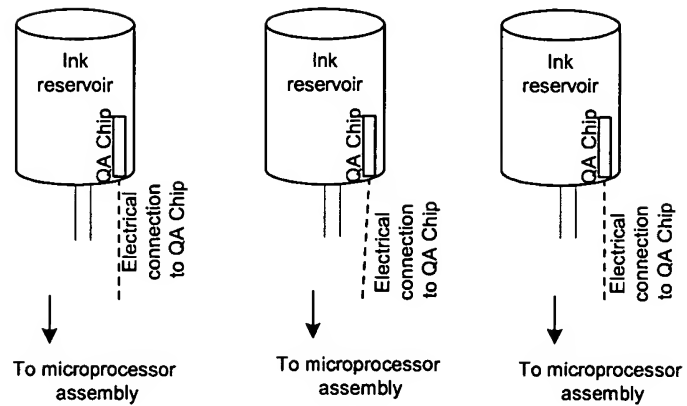 Ink
reservoir
QA Chip
Electrical
connection
to QA Chip
To microprocessor
assembly
Ink
reservoir
QA Chip
Electrical
connection
to QA Chip
To microprocessor
assembly
Ink
reservoir
QA Chip
Electrical
connection
to QA Chip
To microprocessor
assembly